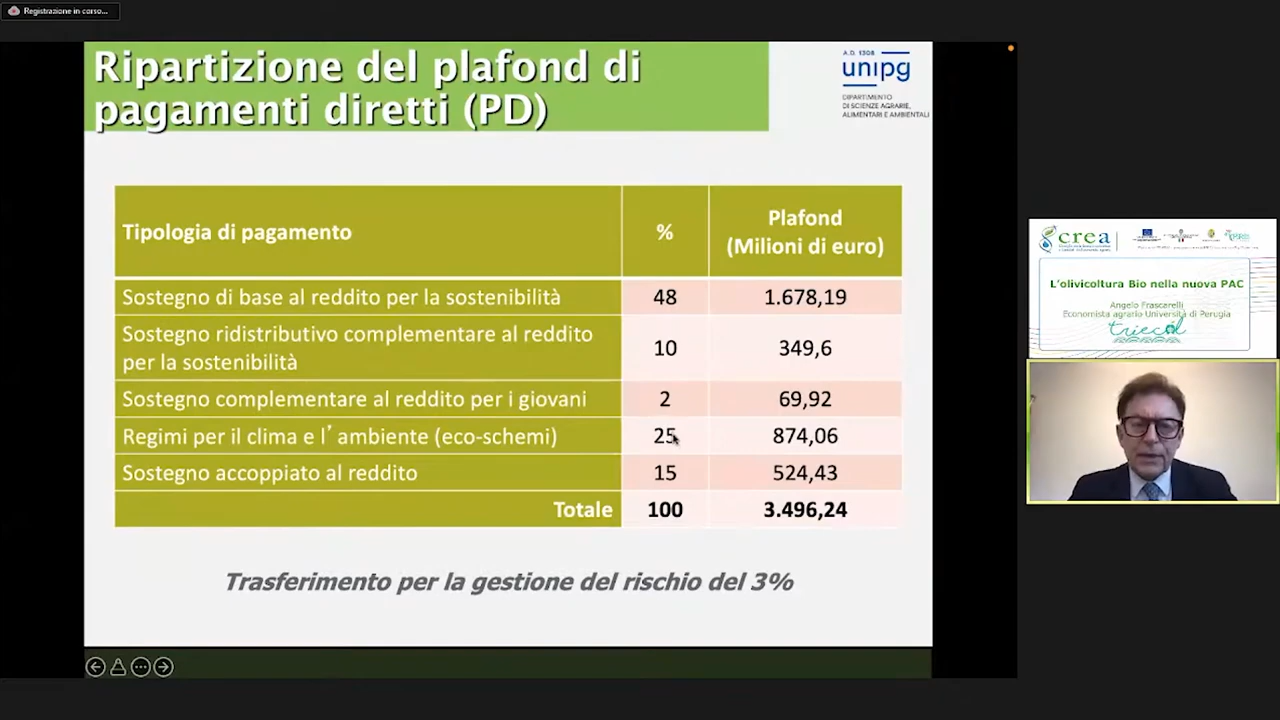 Registrazione in corso...
Ripartizione del plafond di
pagamenti diretti (PD)
A.D. 1308
unipg
DIPARTIMENTO
DI SCIENZE AGRARIE,
ALIMENTARI E AMBIENTALI
Tipologia di pagamento
%
Plafond
(Milioni di euro)
Sostegno di base al reddito per la sostenibilità
48
1.678,19
Sostegno ridistributivo complementare al reddito
per la sostenibilità
10
349,6
Sostegno complementare al reddito per i giovani
2
69,92
Regimi per il clima e l'ambiente (eco-schemi)
25
874,06
Sostegno accoppiato al reddito
15
524,43
Totale
100
3.496,24
Trasferimento per la gestione del rischio del 3%
crea
L'olivicoltura Bio nella nuova PAC
Angelo Frascarelli
Economista agrario Università di Perugia